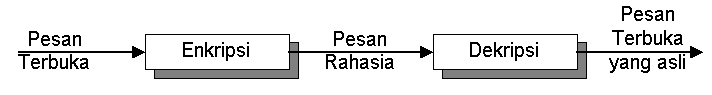 Pesan
Terbuka
Enkripsi
Pesan
Rahasia
Dekripsi
Pesan
Terbuka
yang asli